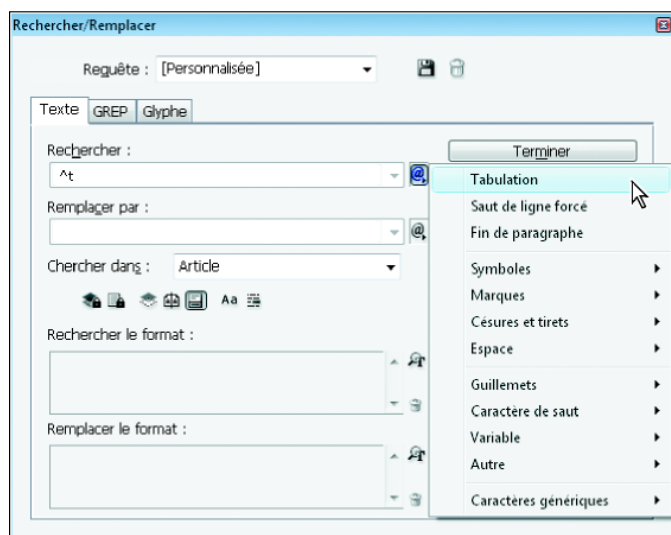 Rechercher/Remplacer
Requête : [Personnalisée]
Texte GREP Glyphe
Rechercher :
Terminer
^t
Tabulation
Saut de ligne forcé
Remplacer par :
Fin de paragraphe
Chercher dans : Article
Symboles
Marques
Aa
Césures et tirets
Rechercher le format :
Espace
Guillemets
Caractère de saut
Remplacer le format :
Variable
Autre
Caractères génériques